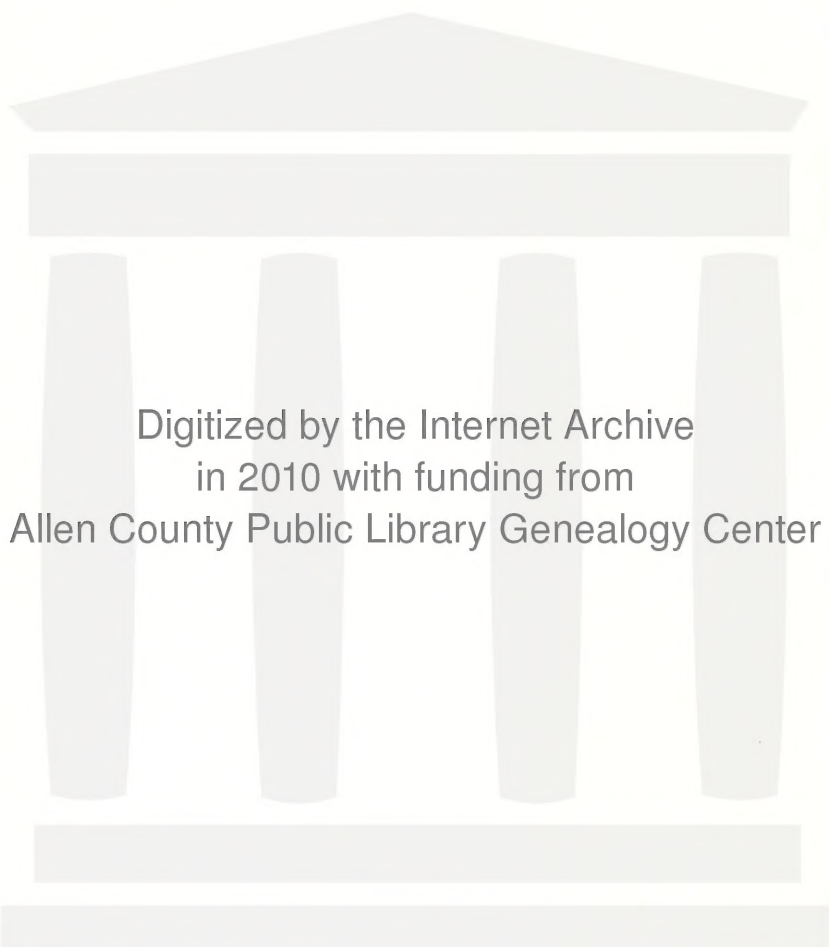 Digitized by the Internet Archive
in 2010 with funding from
Allen County Public Library Genealogy Center